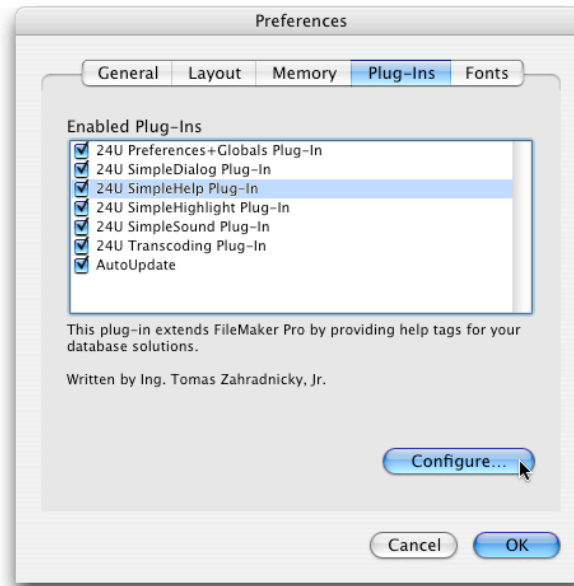 Preferences
General Layout Memory Plug-Ins Fonts
Enabled Plug-Ins
24U Preferences+Globals Plug-In
24U SimpleDialog Plug-In
24U SimpleHelp Plug-In
24U SimpleHighlight Plug-In
24U SimpleSound Plug-In
24U Transcoding Plug-In
AutoUpdate
This plug-in extends FileMaker Pro by providing help tags for your
database solutions.
Written by Ing. Tomas Zahradnicky, Jr.
Configure...
Cancel OK